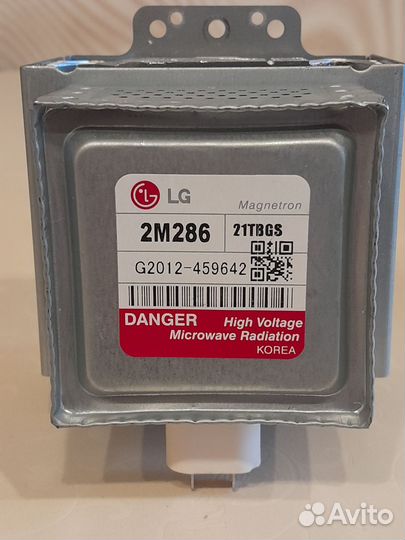 LG
Magnetron
2M286 21TBGS
G2012-459642
DANGER High Voltage
Microwave Radiation
KOREA
Avito